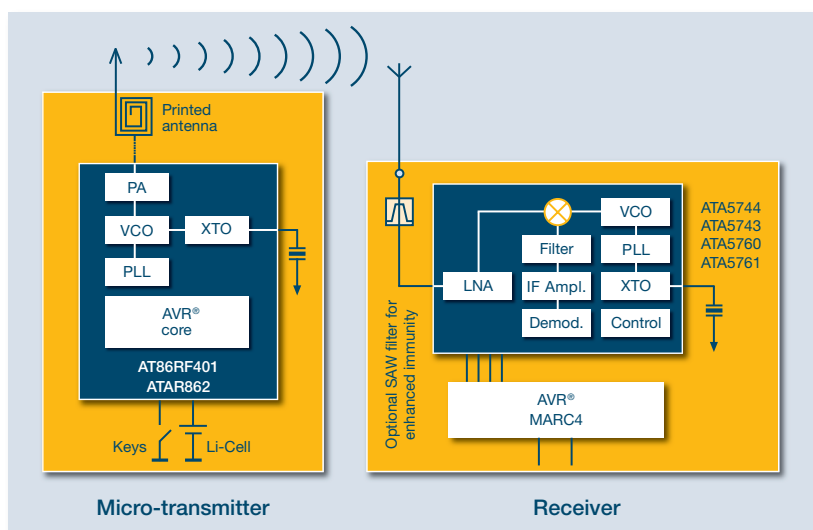 Printed
antenna
PA
VCO
XTO
PLL
AVR®
core
AT86RF401
ATAR862
Keys
Li-Cell
Micro-transmitter
Optional SAW filter for
enhanced immunity
VCO
Filter
PLL
LNA
IF Ampl.
XTO
Demod.
Control
ATA5744
ATA5743
ATA5760
ATA5761
AVR®
MARC4
Receiver